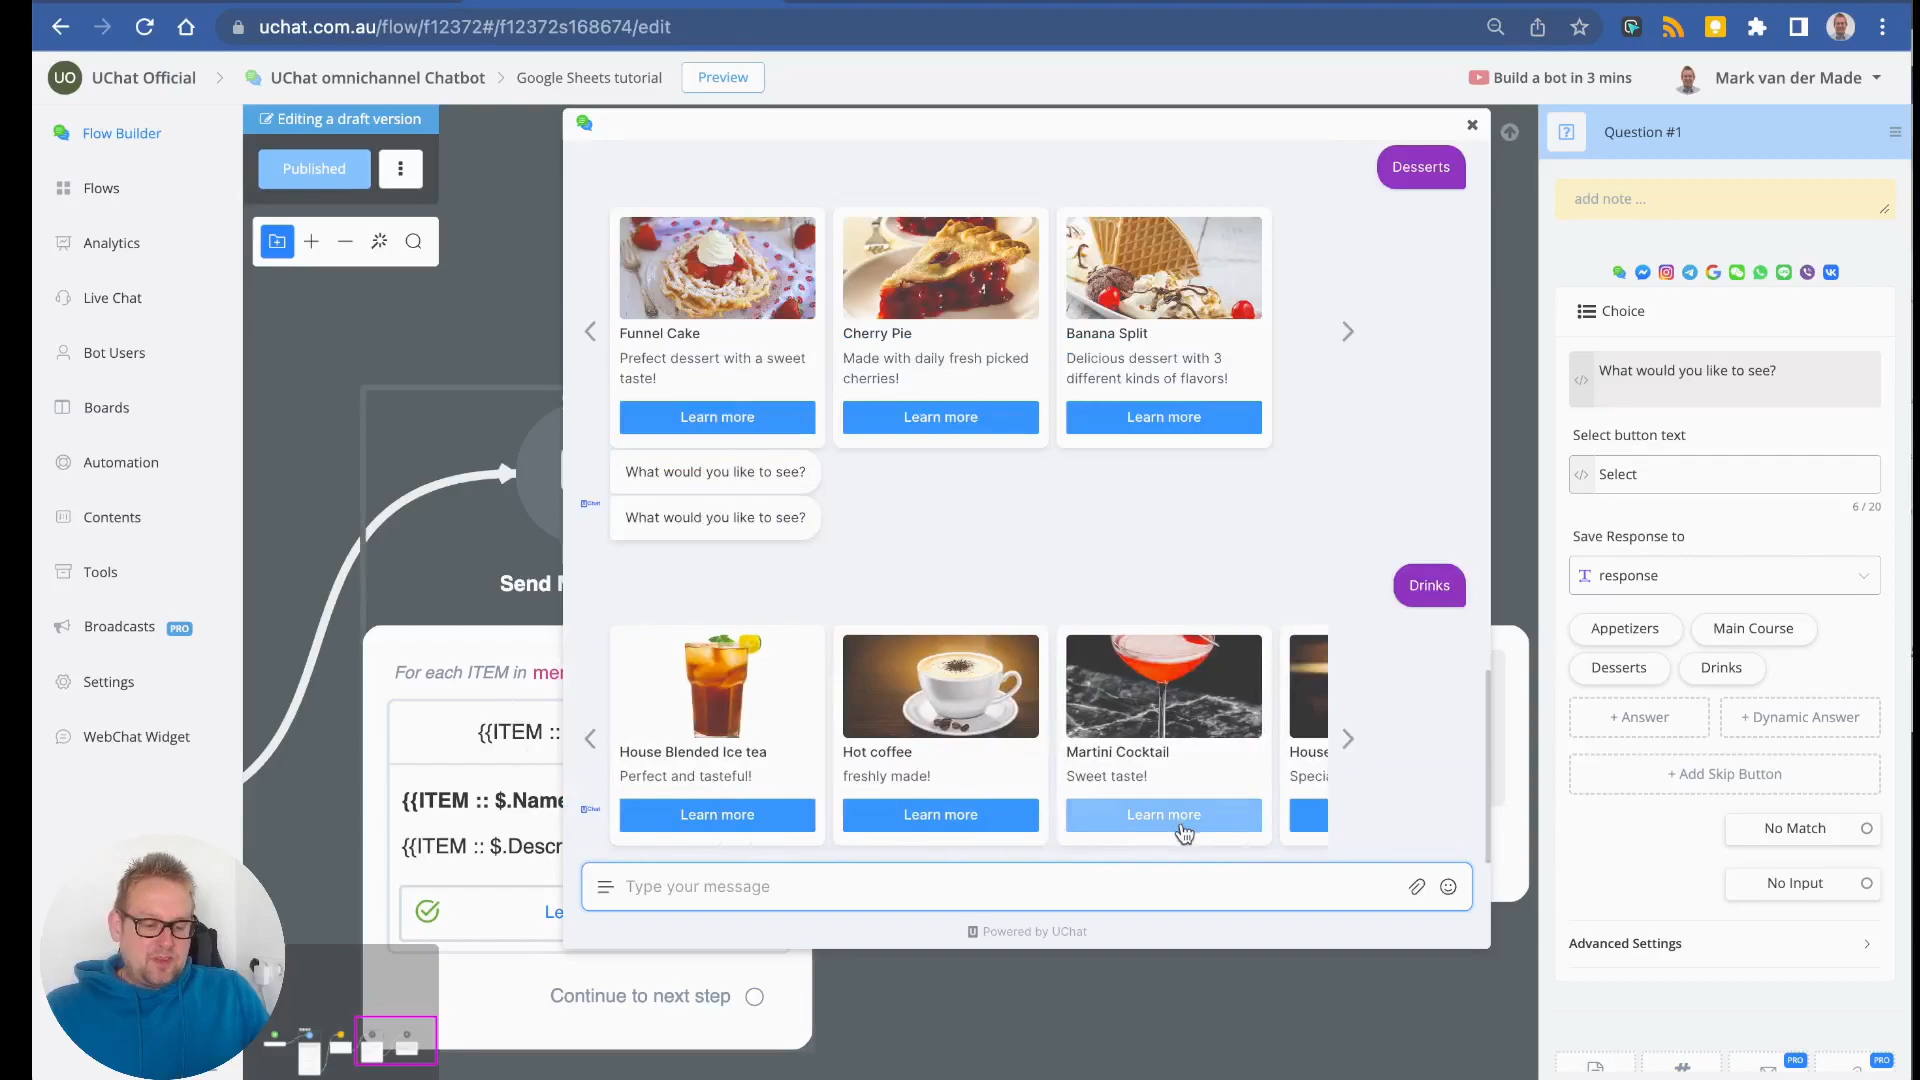 uchat.com.au/flow/f12372#/f12372s168674/edit
UO UChat Official
UChat omnichannel Chatbot
Google Sheets tutorial
Preview
Build a bot in 3 mins
Mark van der Made
Flow Builder
Flows
Analytics
Live Chat
Bot Users
Boards
Automation
Contents
Tools
Broadcasts PRO
Settings
WebChat Widget
Editing a draft version
Published
Send
For each ITEM in
{{ITEM ::
{{ITEM :: $.Name
{{ITEM :: $.Descr
Le
Continue to next step
Desserts
Funnel Cake
Prefect dessert with a sweet
taste!
Learn more
Cherry Pie
Made with daily fresh picked
cherries!
Learn more
Banana Split
Delicious dessert with 3
different kinds of flavors!
Learn more
What would you like to see?
UChat
What would you like to see?
Drinks
House Blended Ice tea
Perfect and tasteful!
Learn more
Hot coffee
freshly made!
Learn more
Martini Cocktail
Sweet taste!
Learn more
House
Specia
UChat
Type your message
Powered by UChat
Question #1
add note ...
Choice
What would you like to see?
Select button text
Select
6 / 20
Save Response to
response
Appetizers
Main Course
Desserts
Drinks
+ Answer
+ Dynamic Answer
+ Add Skip Button
No Match
No Input
Advanced Settings
PRO
PRO